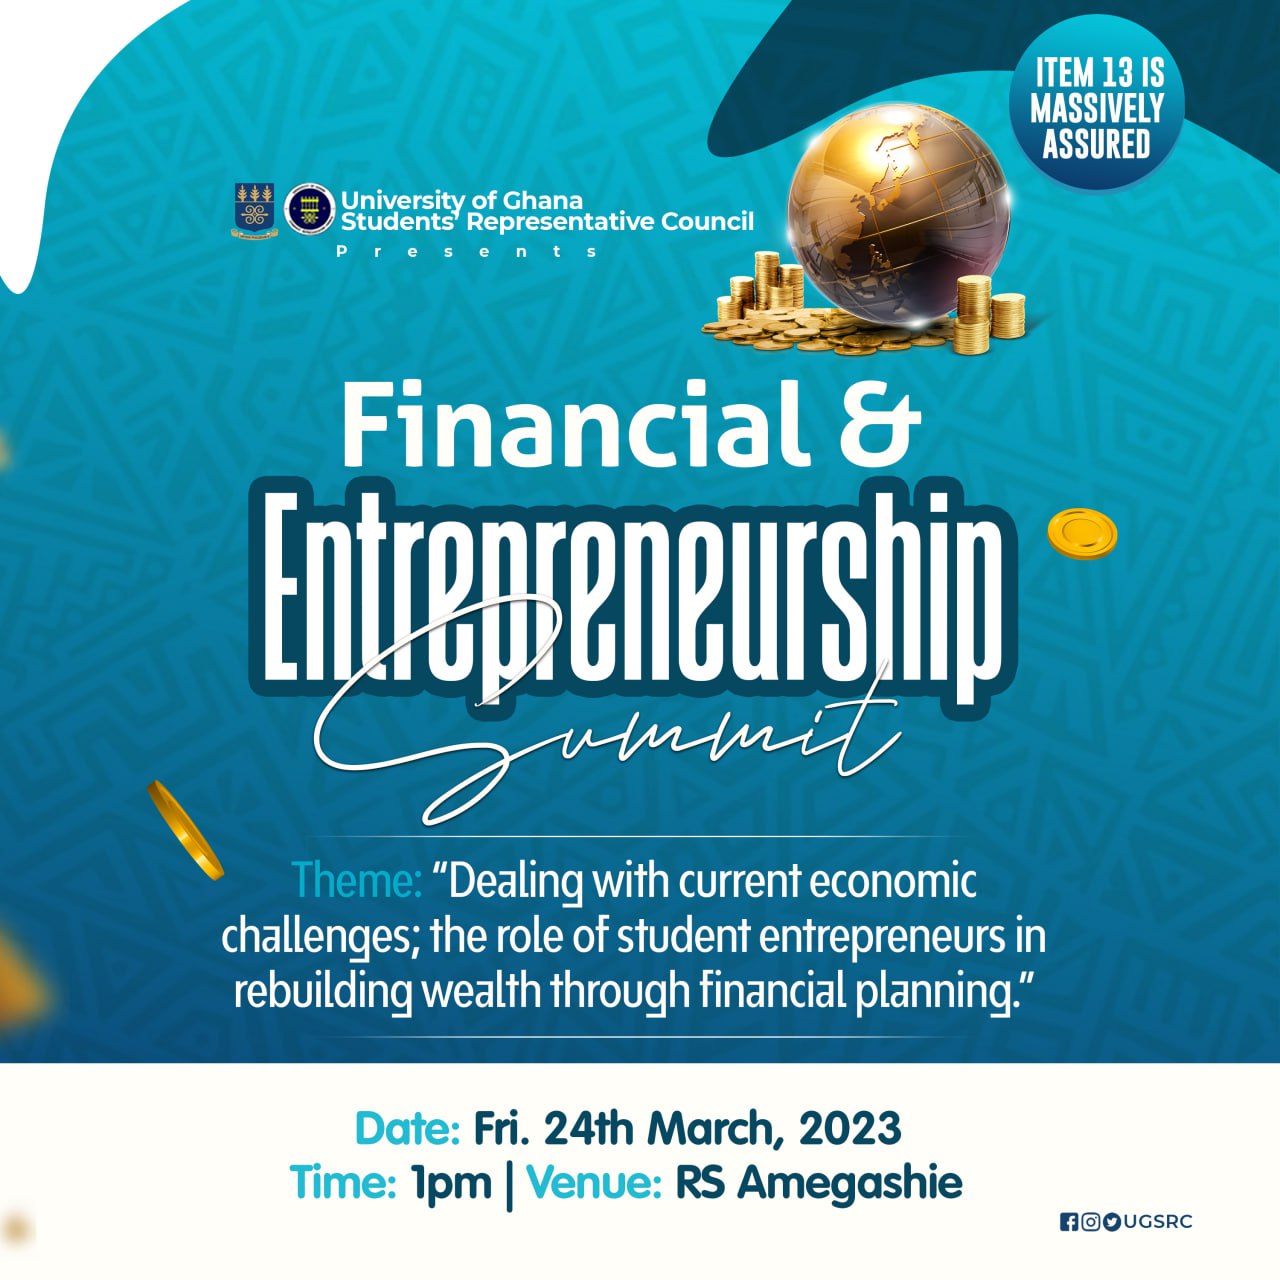 ITEM 13 IS
MASSIVELY
ASSURED
University of Ghana
Students' Representative Council
Presents
Financial &
Entrepreneurship
Summit
Theme: “Dealing with current economic
challenges; the role of student entrepreneurs in
rebuilding wealth through financial planning.”
Date: Fri. 24th March, 2023
Time: 1pm | Venue: RS Amegashie
UGSRC